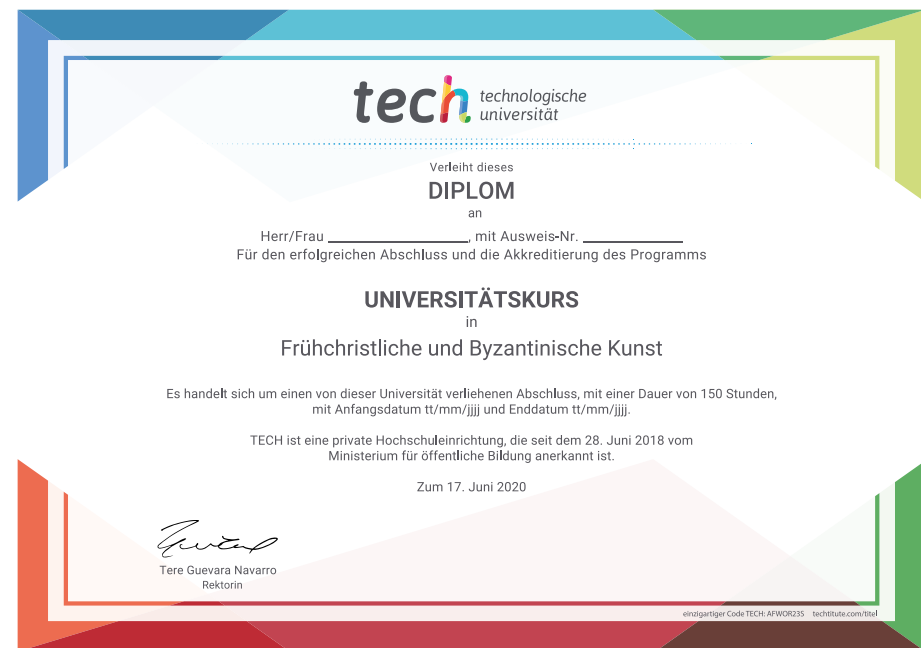 tech technologische
universität
Verleiht dieses
DIPLOM
an
Herr/Frau ____________________, mit Ausweis-Nr. ______________
Für den erfolgreichen Abschluss und die Akkreditierung des Programms
UNIVERSITÄTSKURS
in
Frühchristliche und Byzantinische Kunst
Es handelt sich um einen von dieser Universität verliehenen Abschluss, mit einer Dauer von 150 Stunden,
mit Anfangsdatum tt/mm/jjjj und Enddatum tt/mm/jjjj.
TECH ist eine private Hochschuleinrichtung, die seit dem 28. Juni 2018 vom
Ministerium für öffentliche Bildung anerkannt ist.
Zum 17. Juni 2020
Tere Guevara Navarro
Rektorin
einzigartiger Code TECH: AFWOR23S techtitute.com/titel